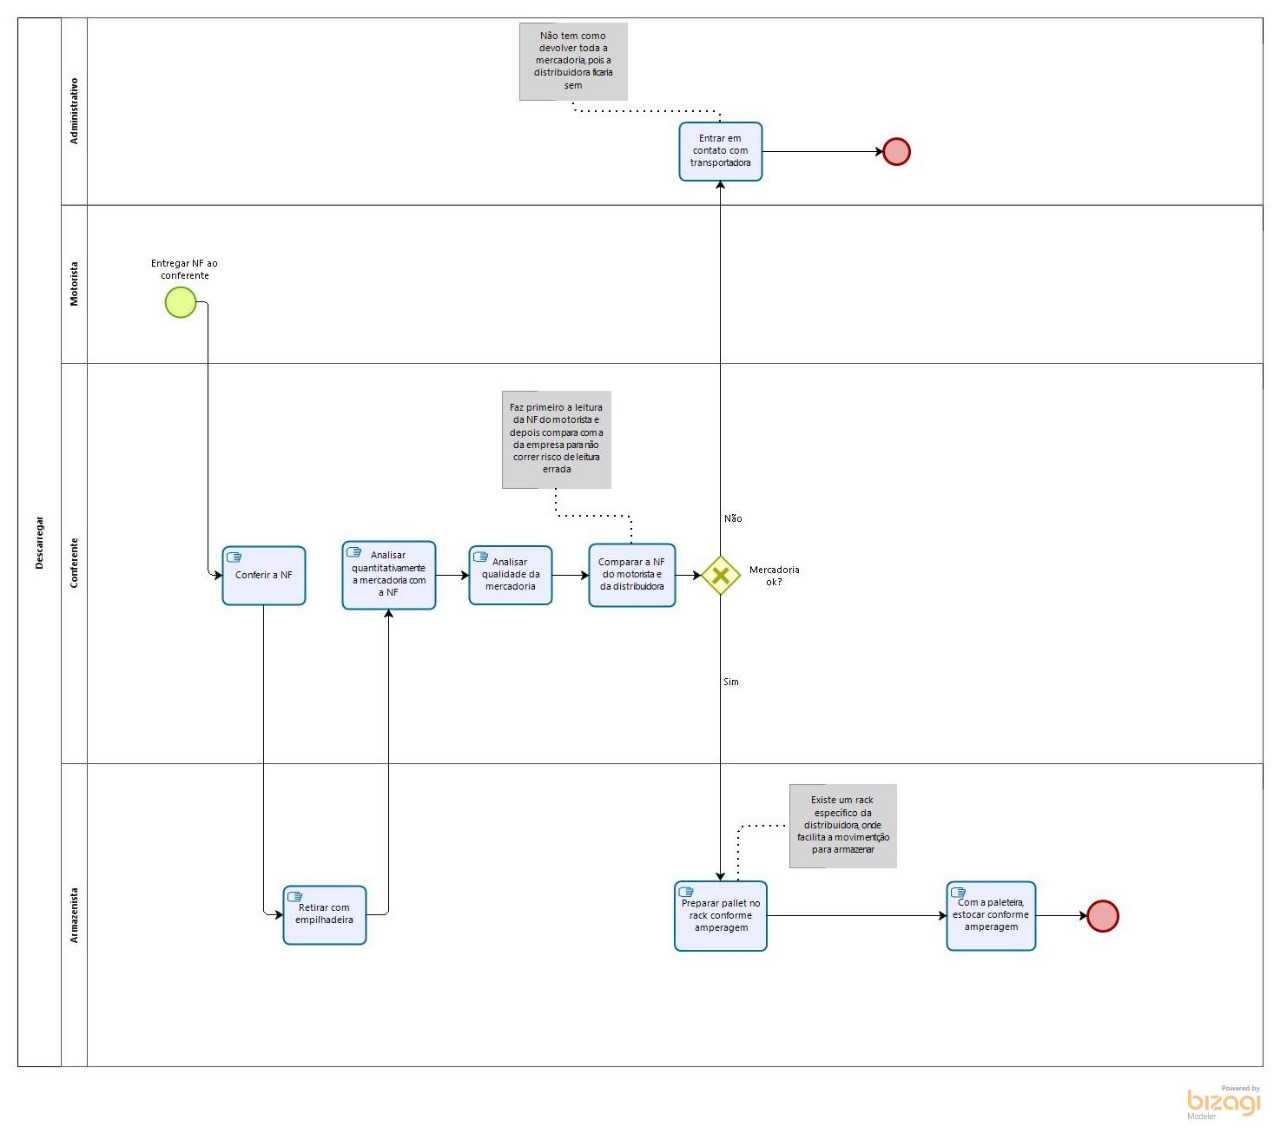 Descarregar
Administrativo
Não tem como
devolver toda a
mercadoria, pois a
distribuidora ficaria
sem
Entrar em
contato com
transportadora
Motorista
Entregar NF ao
conferente
Conferente
Faz primeiro a leitura
da NF do motorista e
depois compara com a
da empresa para não
correr risco de leitura
errada
Não
Conferir a NF
Analisar
quantitativamente
a mercadoria com
a NF
Analisar
qualidade da
mercadoria
Comparar a NF
do motorista e
da distribuidora
Mercadoria
ok?
Sim
Armazenista
Existe um rack
específico da
distribuidora, onde
facilita a movimentção
para armazenar
Retirar com
empilhadeira
Preparar pallet no
rack conforme
amperagem
Com a paleteira,
estocar conforme
amperagem
Powered by
bizagi
Modeler